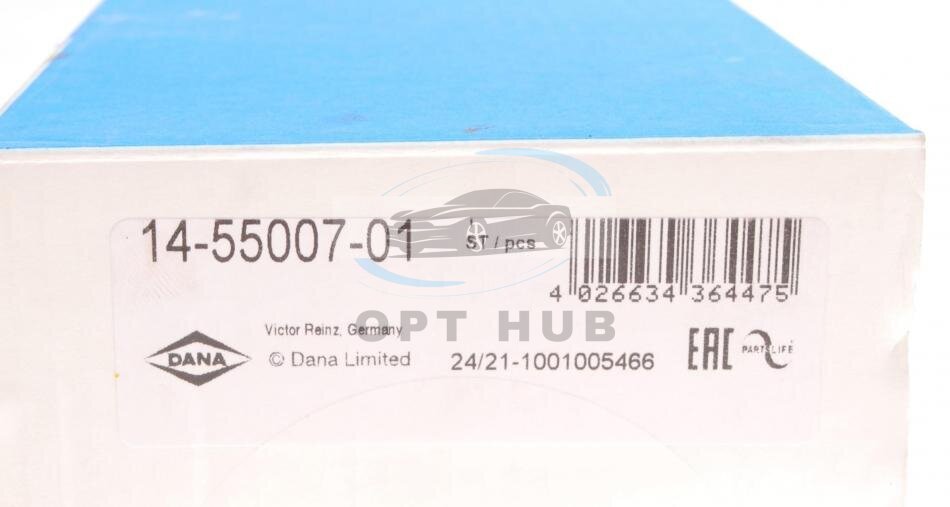 14-55007-01
1
ST / pcs
4 026634 364475
OPT HUB
Victor Reinz, Germany
DANA
© Dana Limited
24/21-1001005466
EAC
PARTSLIFE